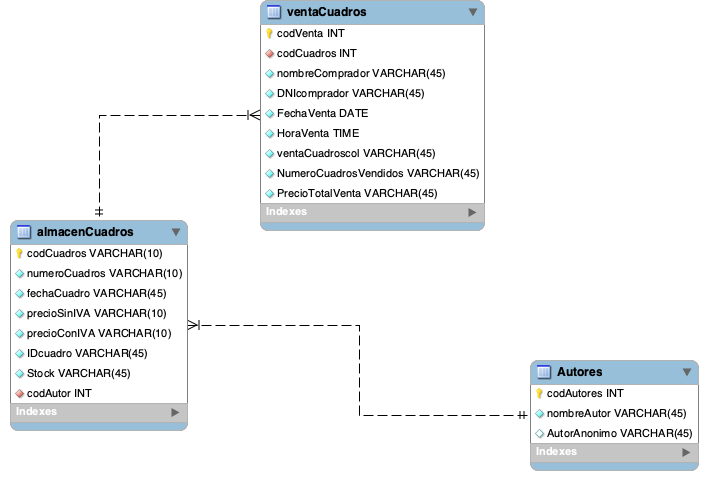 ventaCuadros
codVenta INT
codCuadros INT
nombreComprador VARCHAR(45)
DNIcomprador VARCHAR(45)
FechaVenta DATE
HoraVenta TIME
ventaCuadroscol VARCHAR(45)
NumeroCuadrosVendidos VARCHAR(45)
PrecioTotalVenta VARCHAR(45)
Indexes
almacenCuadros
codCuadros VARCHAR(10)
numeroCuadros VARCHAR(10)
fechaCuadro VARCHAR(45)
precioSinIVA VARCHAR(10)
precioConIVA VARCHAR(10)
IDcuadro VARCHAR(45)
Stock VARCHAR(45)
codAutor INT
Indexes
Autores
codAutores INT
nombreAutor VARCHAR(45)
AutorAnonimo VARCHAR(45)
Indexes